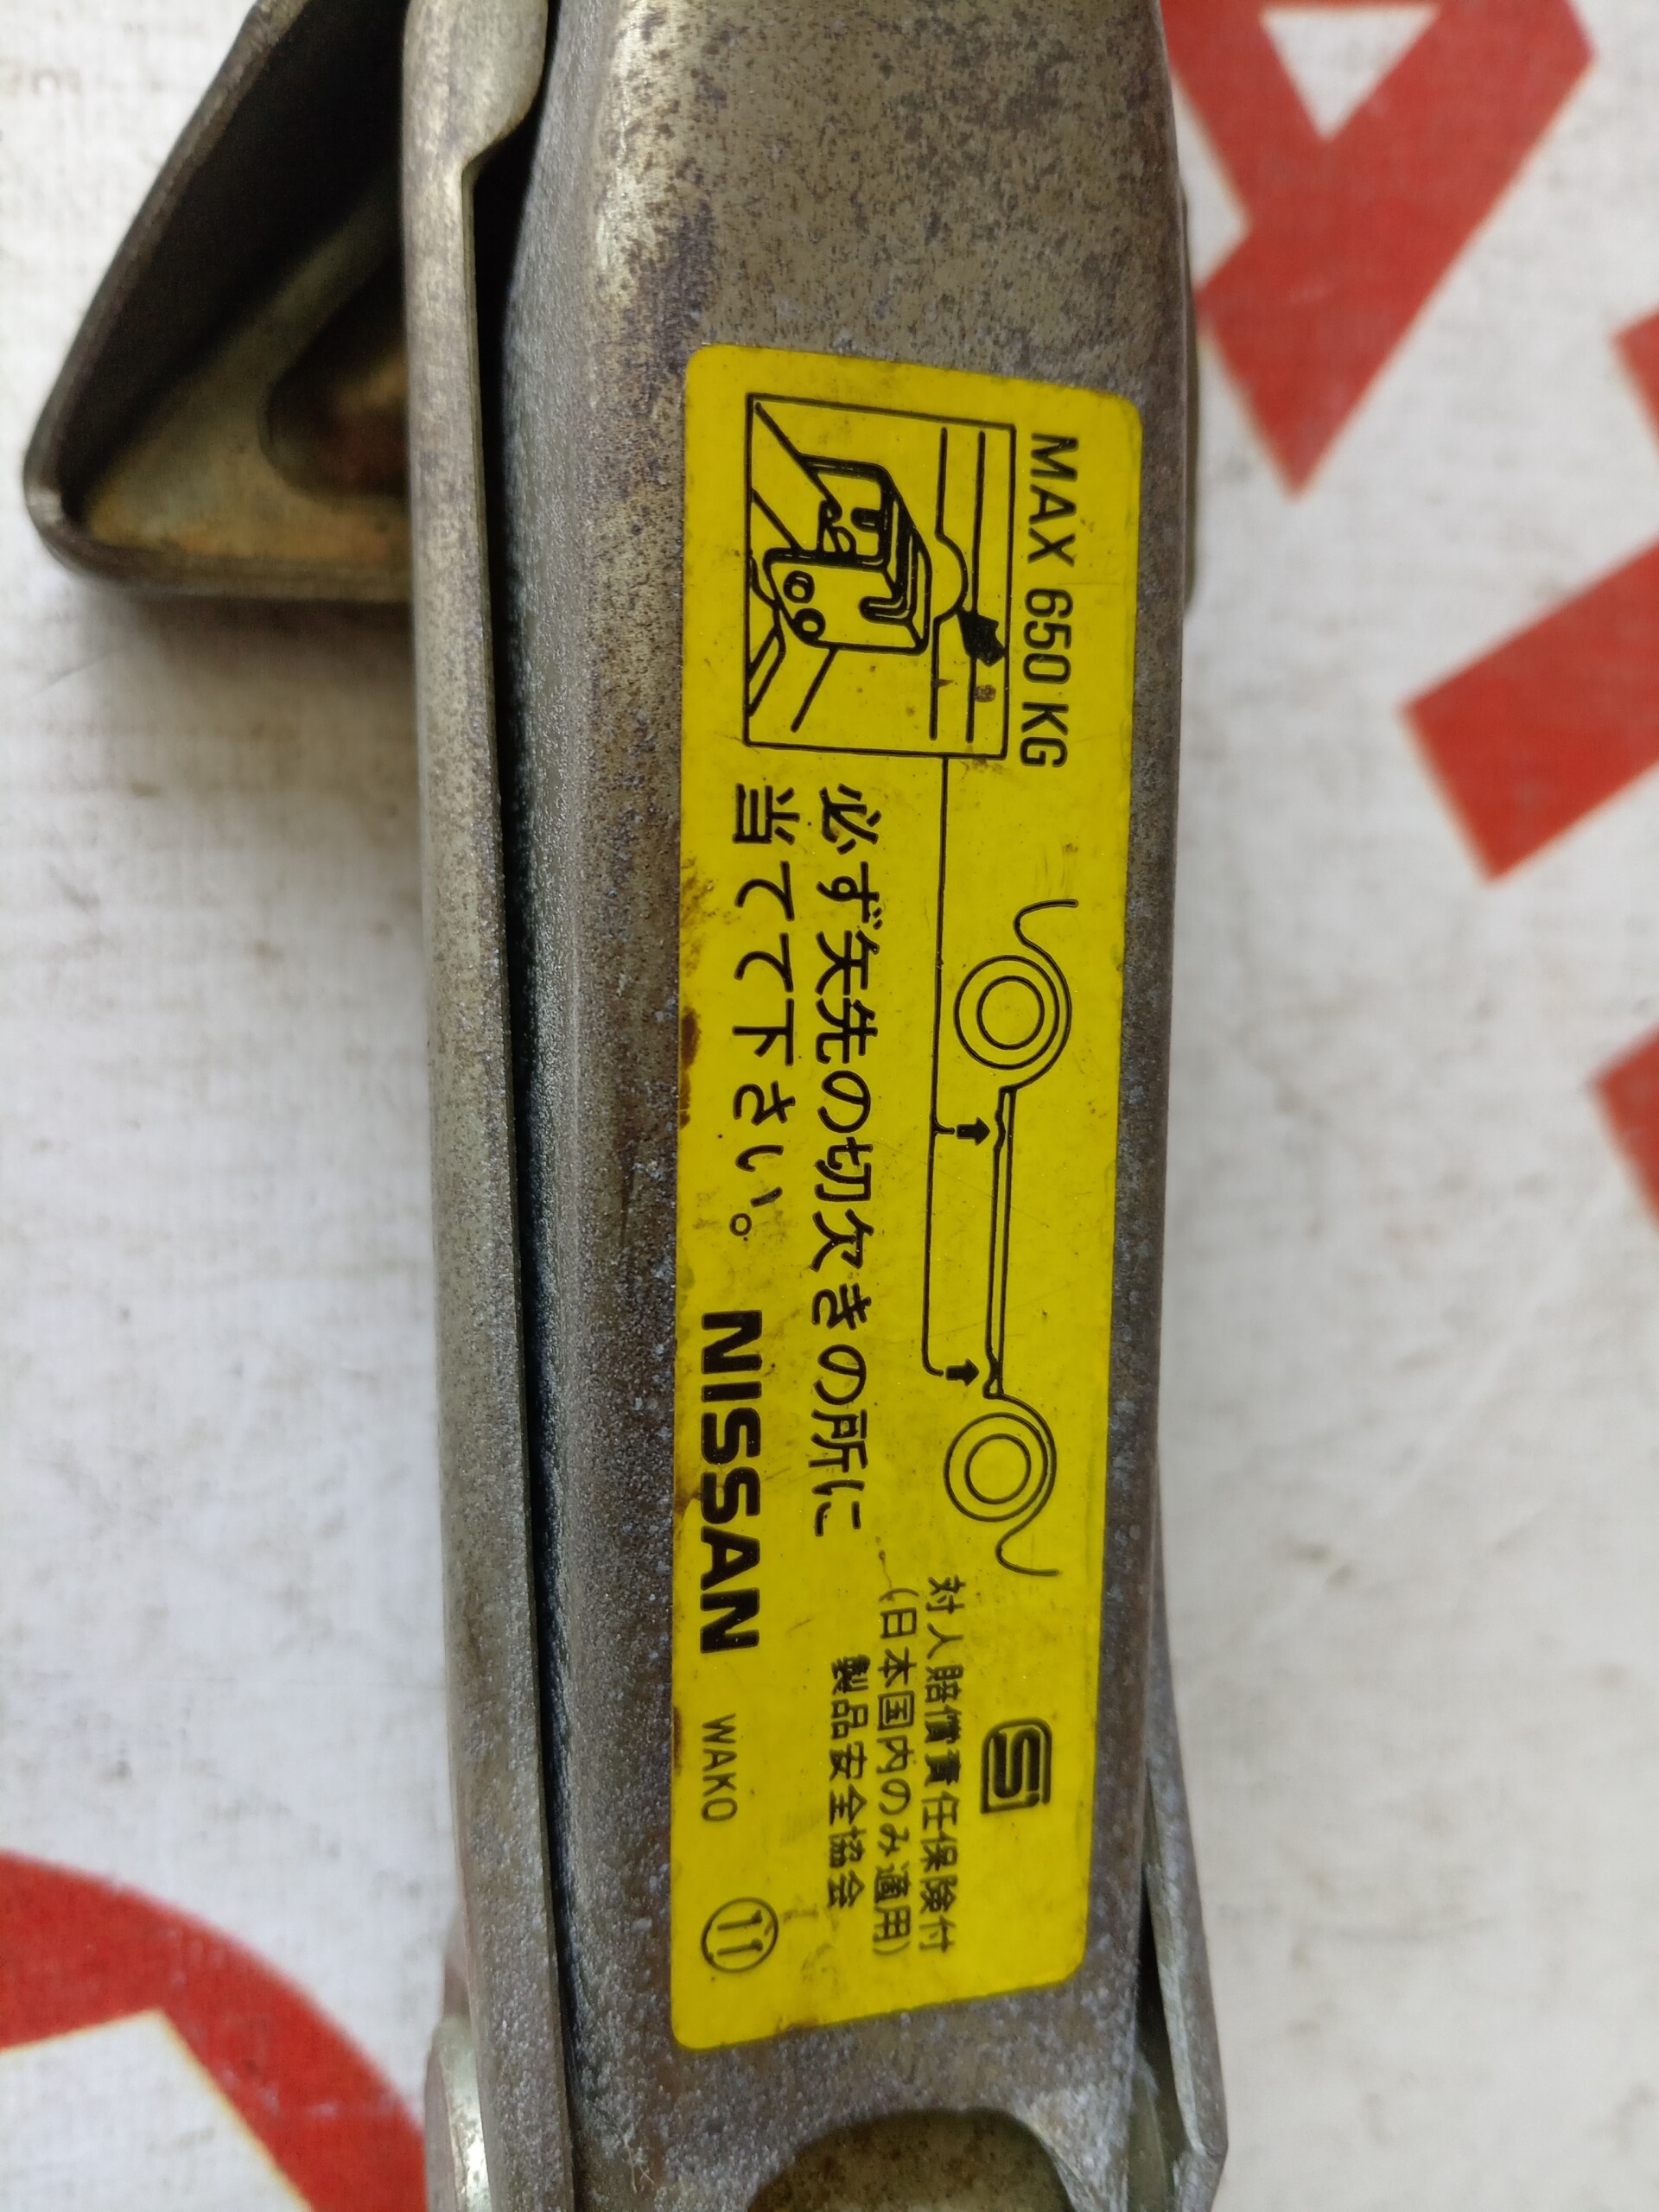 MAX 650 KG
必ず矢先の切欠きの所に
当てて下さい。
NISSAN
WAKO
対人賠償責任保険付
(日本国内のみ適用)
製品安全協会
11